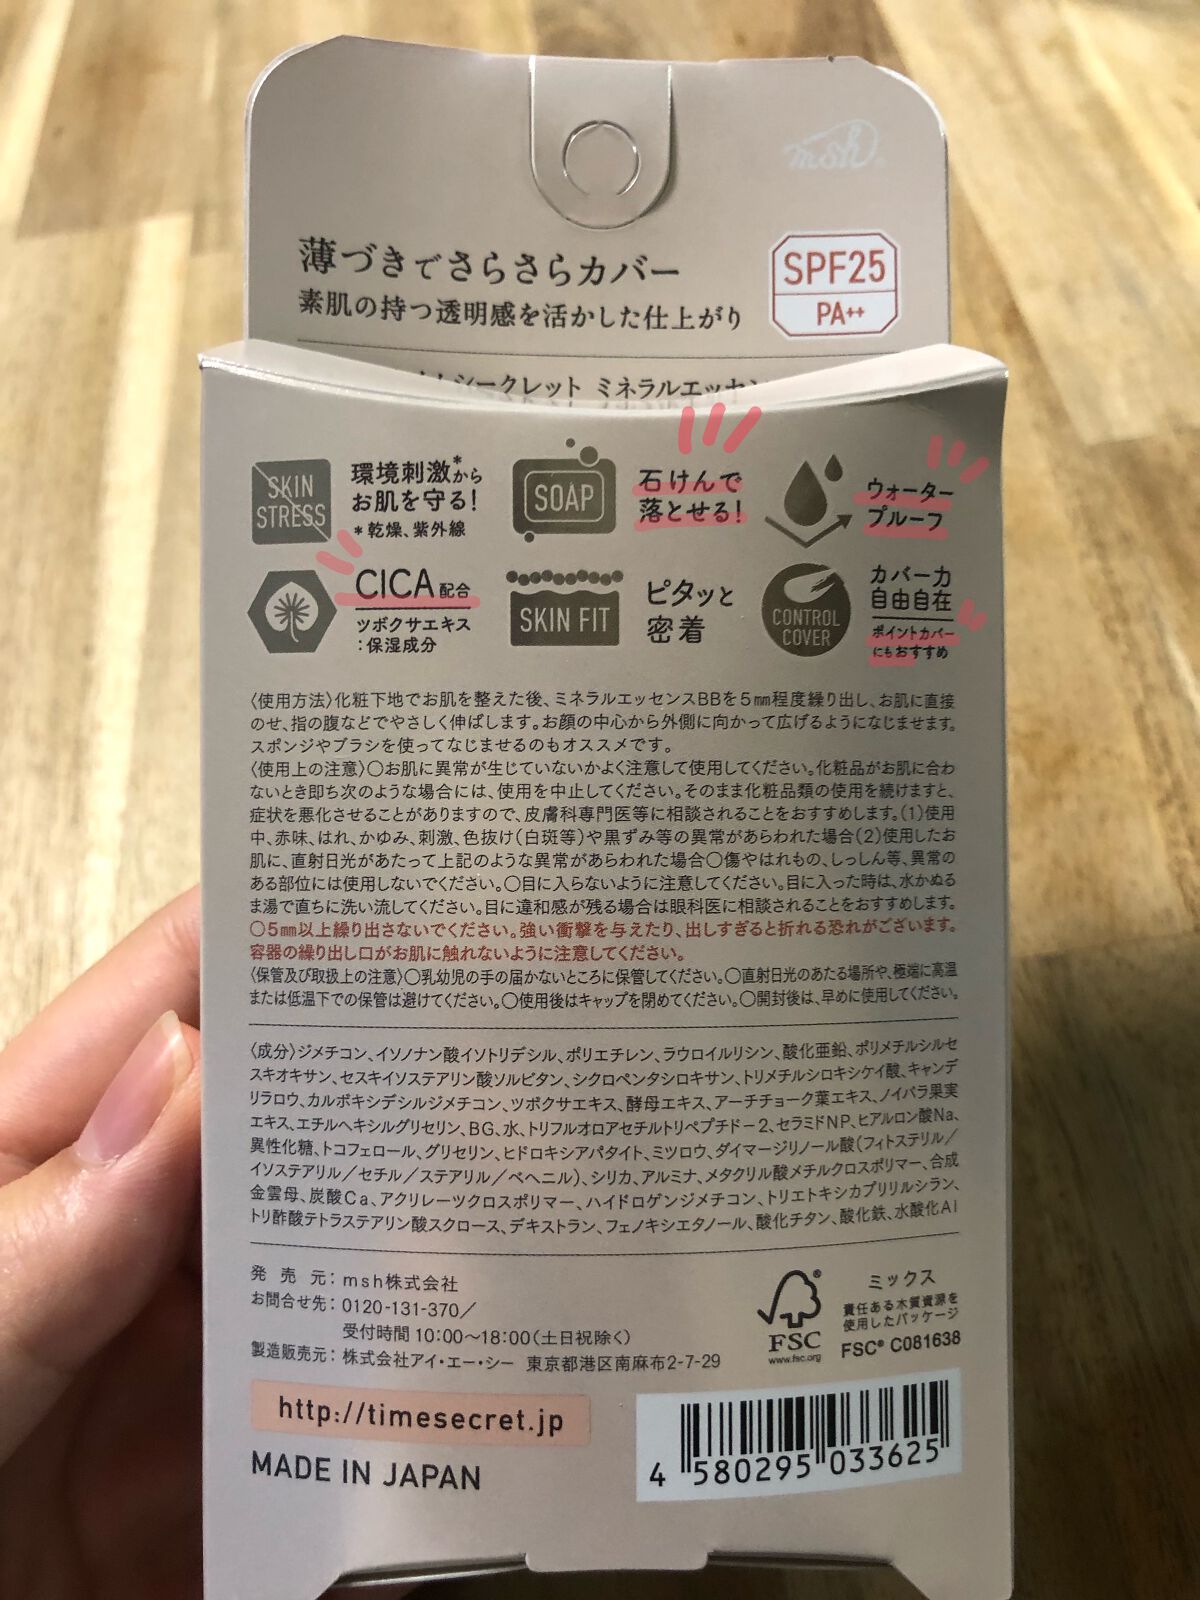 msh
薄づきでさらさらカバー
素肌の持つ透明感を活かした仕上がり
SPF25
PA++
シークレット ミネラルエッセン
SKIN STRESS
環境刺激*から
お肌を守る!
*乾燥、紫外線
SOAP
石けんで
落とせる!
ウォーター
プルーフ
CICA配合
ツボクサエキス
:保湿成分
SKIN FIT
ピタッと
密着
CONTROL
COVER
カバー力
自由自在
ポイントカバー
にもおすすめ
〈使用方法〉化粧下地でお肌を整えた後、ミネラルエッセンスBBを5㎜程度繰り出し、お肌に直接
のせ、指の腹などでやさしく伸ばします。お顔の中心から外側に向かって広げるようになじませます。
スポンジやブラシを使ってなじませるのもオススメです。
〈使用上の注意〉〇お肌に異常が生じていないかよく注意して使用してください。化粧品がお肌に合わ
ないとき即ち次のような場合には、使用を中止してください。そのまま化粧品類の使用を続けますと、
症状を悪化させることがありますので、皮膚科専門医等に相談されることをおすすめします。(1)使用
中、赤味、はれ、かゆみ、刺激、色抜け(白斑等)や黒ずみ等の異常があらわれた場合(2)使用したお
肌に、直射日光があたって上記のような異常があらわれた場合〇傷やはれもの、しっしん等、異常の
ある部位には使用しないでください。〇目に入らないように注意してください。目に入った時は、水かぬる
ま湯で直ちに洗い流してください。目に違和感が残る場合は眼科医に相談されることをおすすめします。
〇5㎜以上繰り出さないでください。強い衝撃を与えたり、出しすぎると折れる恐れがございます。
容器の繰り出し口がお肌に触れないように注意してください。
〈保管及び取扱上の注意〉〇乳幼児の手の届かないところに保管してください。〇直射日光のあたる場所や、極端に高温
または低温下での保管は避けてください。〇使用後はキャップを閉めてください。〇開封後は、早めに使用してください。
〈成分〉ジメチコン、イソノナン酸イソトリデシル、ポリエチレン、ラウロイルリシン、酸化亜鉛、ポリメチルシルセ
スキオキサン、セスキイソステアリン酸ソルビタン、シクロペンタシロキサン、トリメチルシロキシケイ酸、キャンデ
リラロウ、カルボキシデシルジメチコン、ツボクサエキス、酵母エキス、アーチチョーク葉エキス、ノイバラ果実
エキス、エチルヘキシルグリセリン、BG、水、トリフルオロアセチルトリペプチド-2、セラミドNP、ヒアルロン酸Na、
異性化糖、トコフェロール、グリセリン、ヒドロキシアパタイト、ミツロウ、ダイマージリノール酸(フィトステリル/
イソステアリル/セチル/ステアリル/ベヘニル)、シリカ、アルミナ、メタクリル酸メチルクロスポリマー、合成
金雲母、炭酸Ca、アクリレーツクロスポリマー、ハイドロゲンジメチコン、トリエトキシカプリリルシラン、
トリ酢酸テトラステアリン酸スクロース、デキストラン、フェノキシエタノール、酸化チタン、酸化鉄、水酸化Al
発売元:msh株式会社
お問合せ先:0120-131-370/
受付時間 10:00~18:00(土日祝除く)
製造販売元:株式会社アイ・エー・シー 東京都港区南麻布2-7-29
FSC
www.fsc.org
ミックス
責任ある木質資源を
使用したパッケージ
FSC® C081638
http://timesecret.jp
MADE IN JAPAN
4 580295 033625